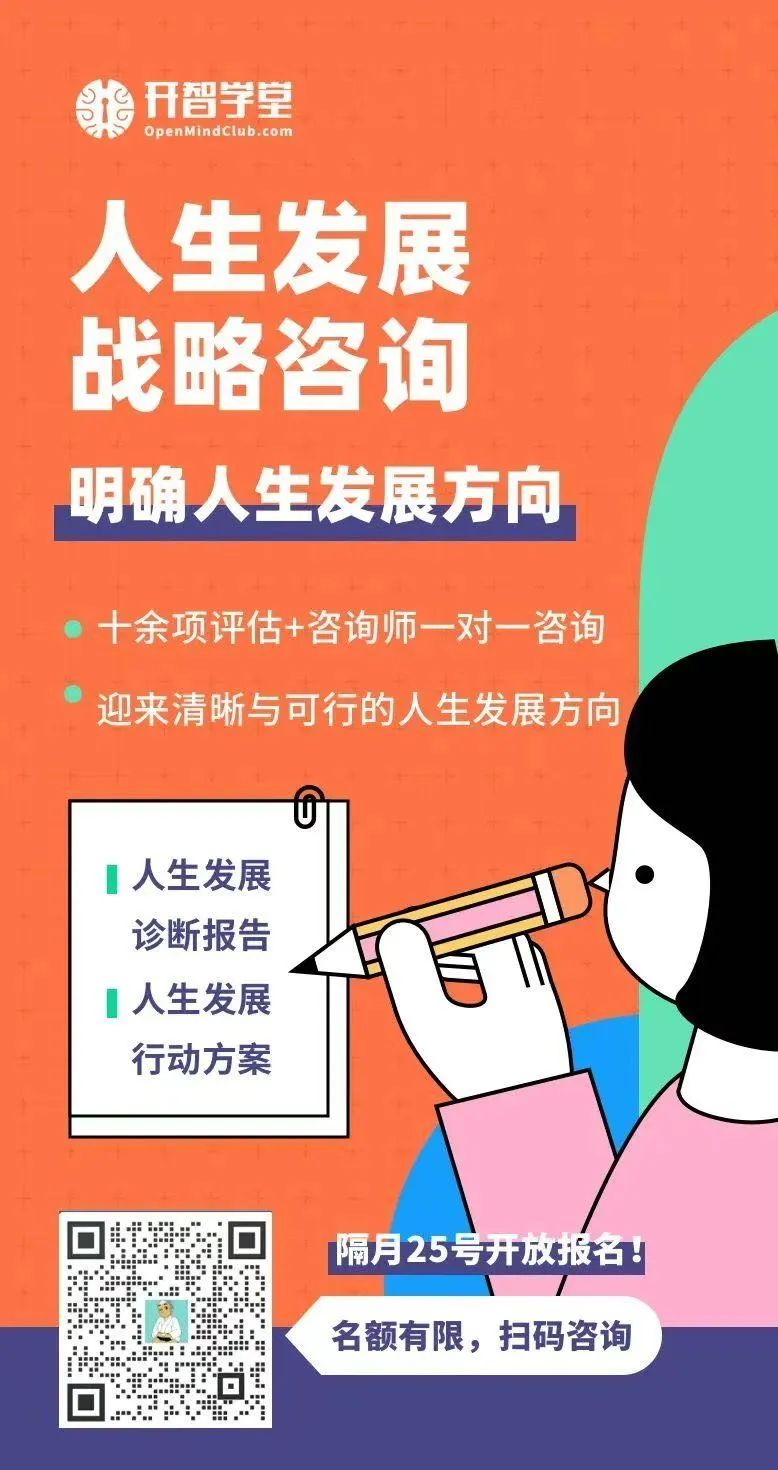 开智学堂
OpenMindClub.com
人生发展
战略咨询
明确人生发展方向
十余项评估+咨询师一对一咨询
迎来清晰与可行的人生发展方向
人生发展
诊断报告
人生发展
行动方案
隔月25号开放报名！
名额有限，扫码咨询